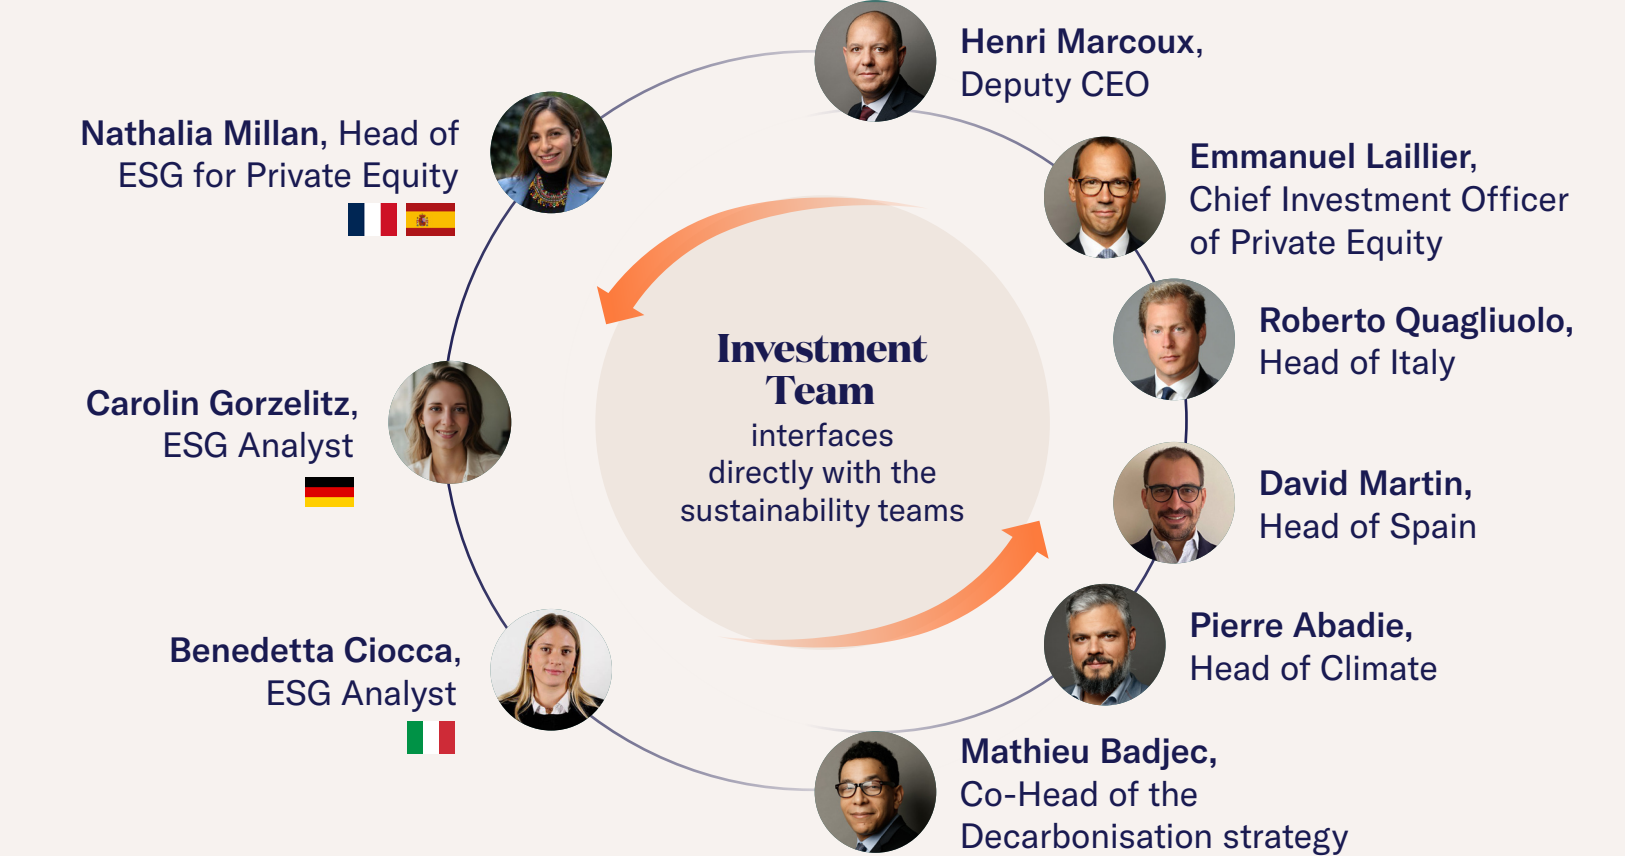 Henri Marcoux,
Deputy CEO
Nathalia Millan, Head of
ESG for Private Equity
Emmanuel Laillier,
Chief Investment Officer
of Private Equity
Roberto Quagliuolo,
Head of Italy
Investment
Team
interfaces
directly with the
sustainability teams
Carolin Gorzelitz,
ESG Analyst
David Martin,
Head of Spain
Pierre Abadie,
Head of Climate
Benedetta Ciocca,
ESG Analyst
Mathieu Badjec,
Co-Head of the
Decarbonisation strategy